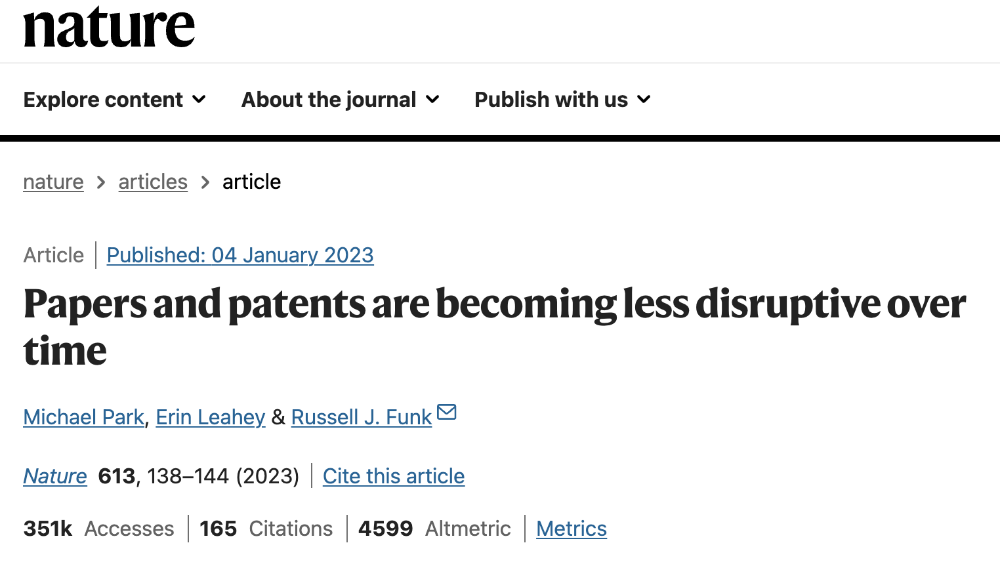 nature
Explore content About the journal Publish with us
nature > articles > article
Article | Published: 04 January 2023
Papers and patents are becoming less disruptive over
time
Michael Park, Erin Leahey & Russell J. Funk
Nature 613, 138–144 (2023) | Cite this article
351k Accesses | 165 Citations | 4599 Altmetric | Metrics